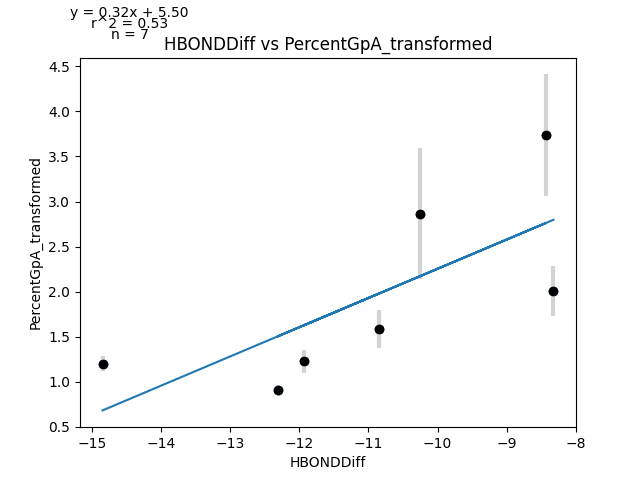 y = 0.32x + 5.50
r^2 = 0.53
n = 7
HBONDDiff vs PercentGpA_transformed
4.5
4.0
3.5
3.0
2.5
2.0
1.5
1.0
0.5
PercentGpA_transformed
−15 −14 −13 −12 −11 −10 −9 −8
HBONDDiff